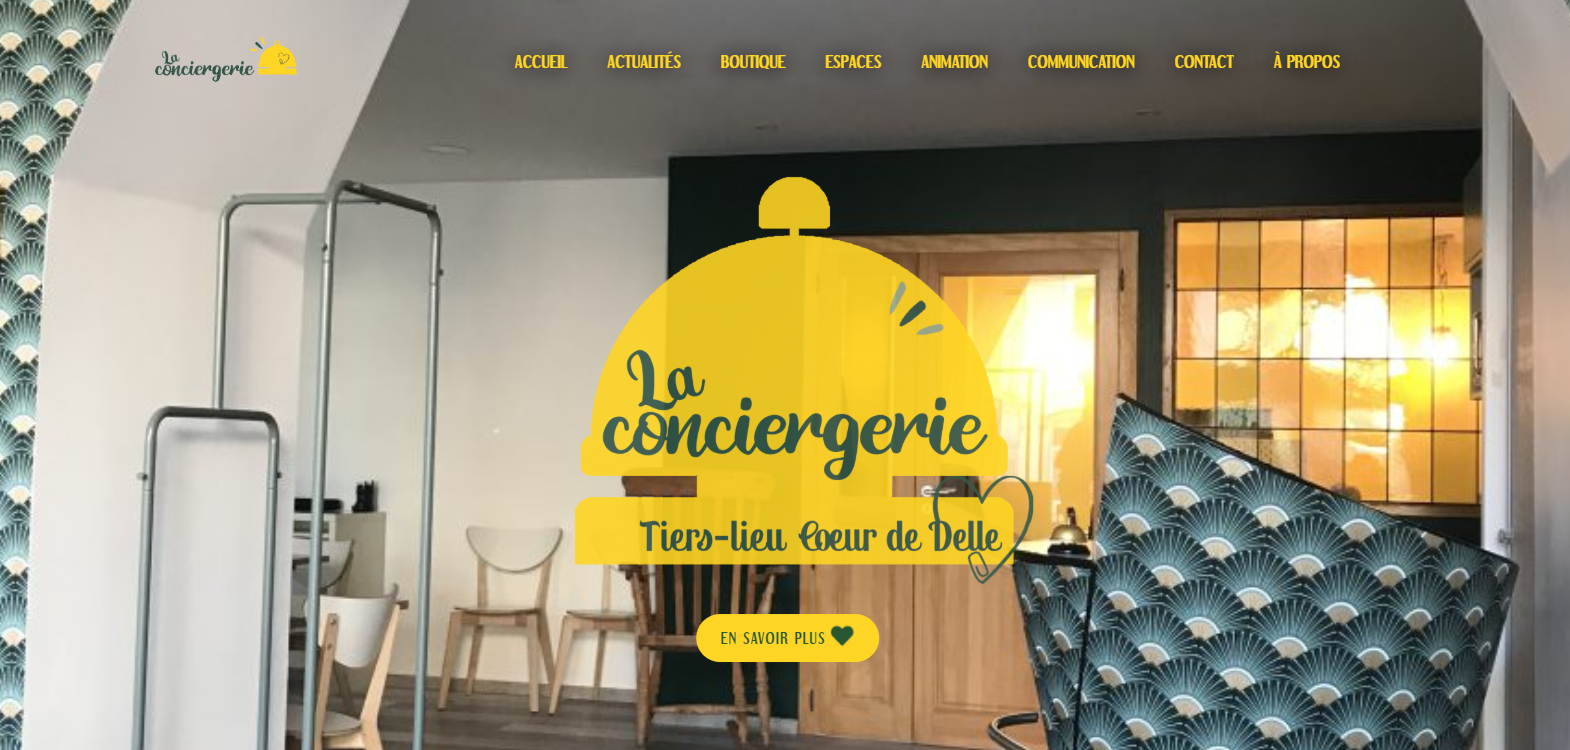 La
conciergerie
ACCUEIL ACTUALITÉS BOUTIQUE ESPACES ANIMATION COMMUNICATION CONTACT À PROPOS
La
conciergerie
Tiers-lieu Cœur de Delle
EN SAVOIR PLUS